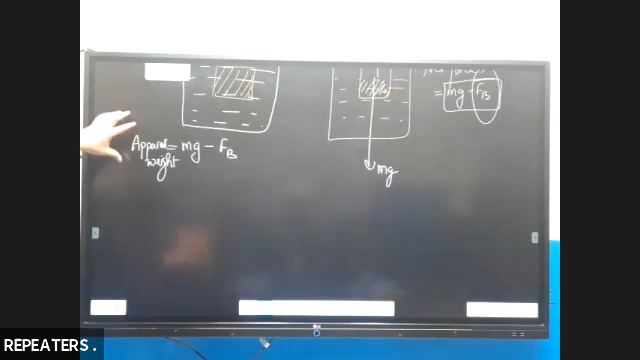 = mg - FB
Apparent = mg - FB
weight
mg
REPEATERS.